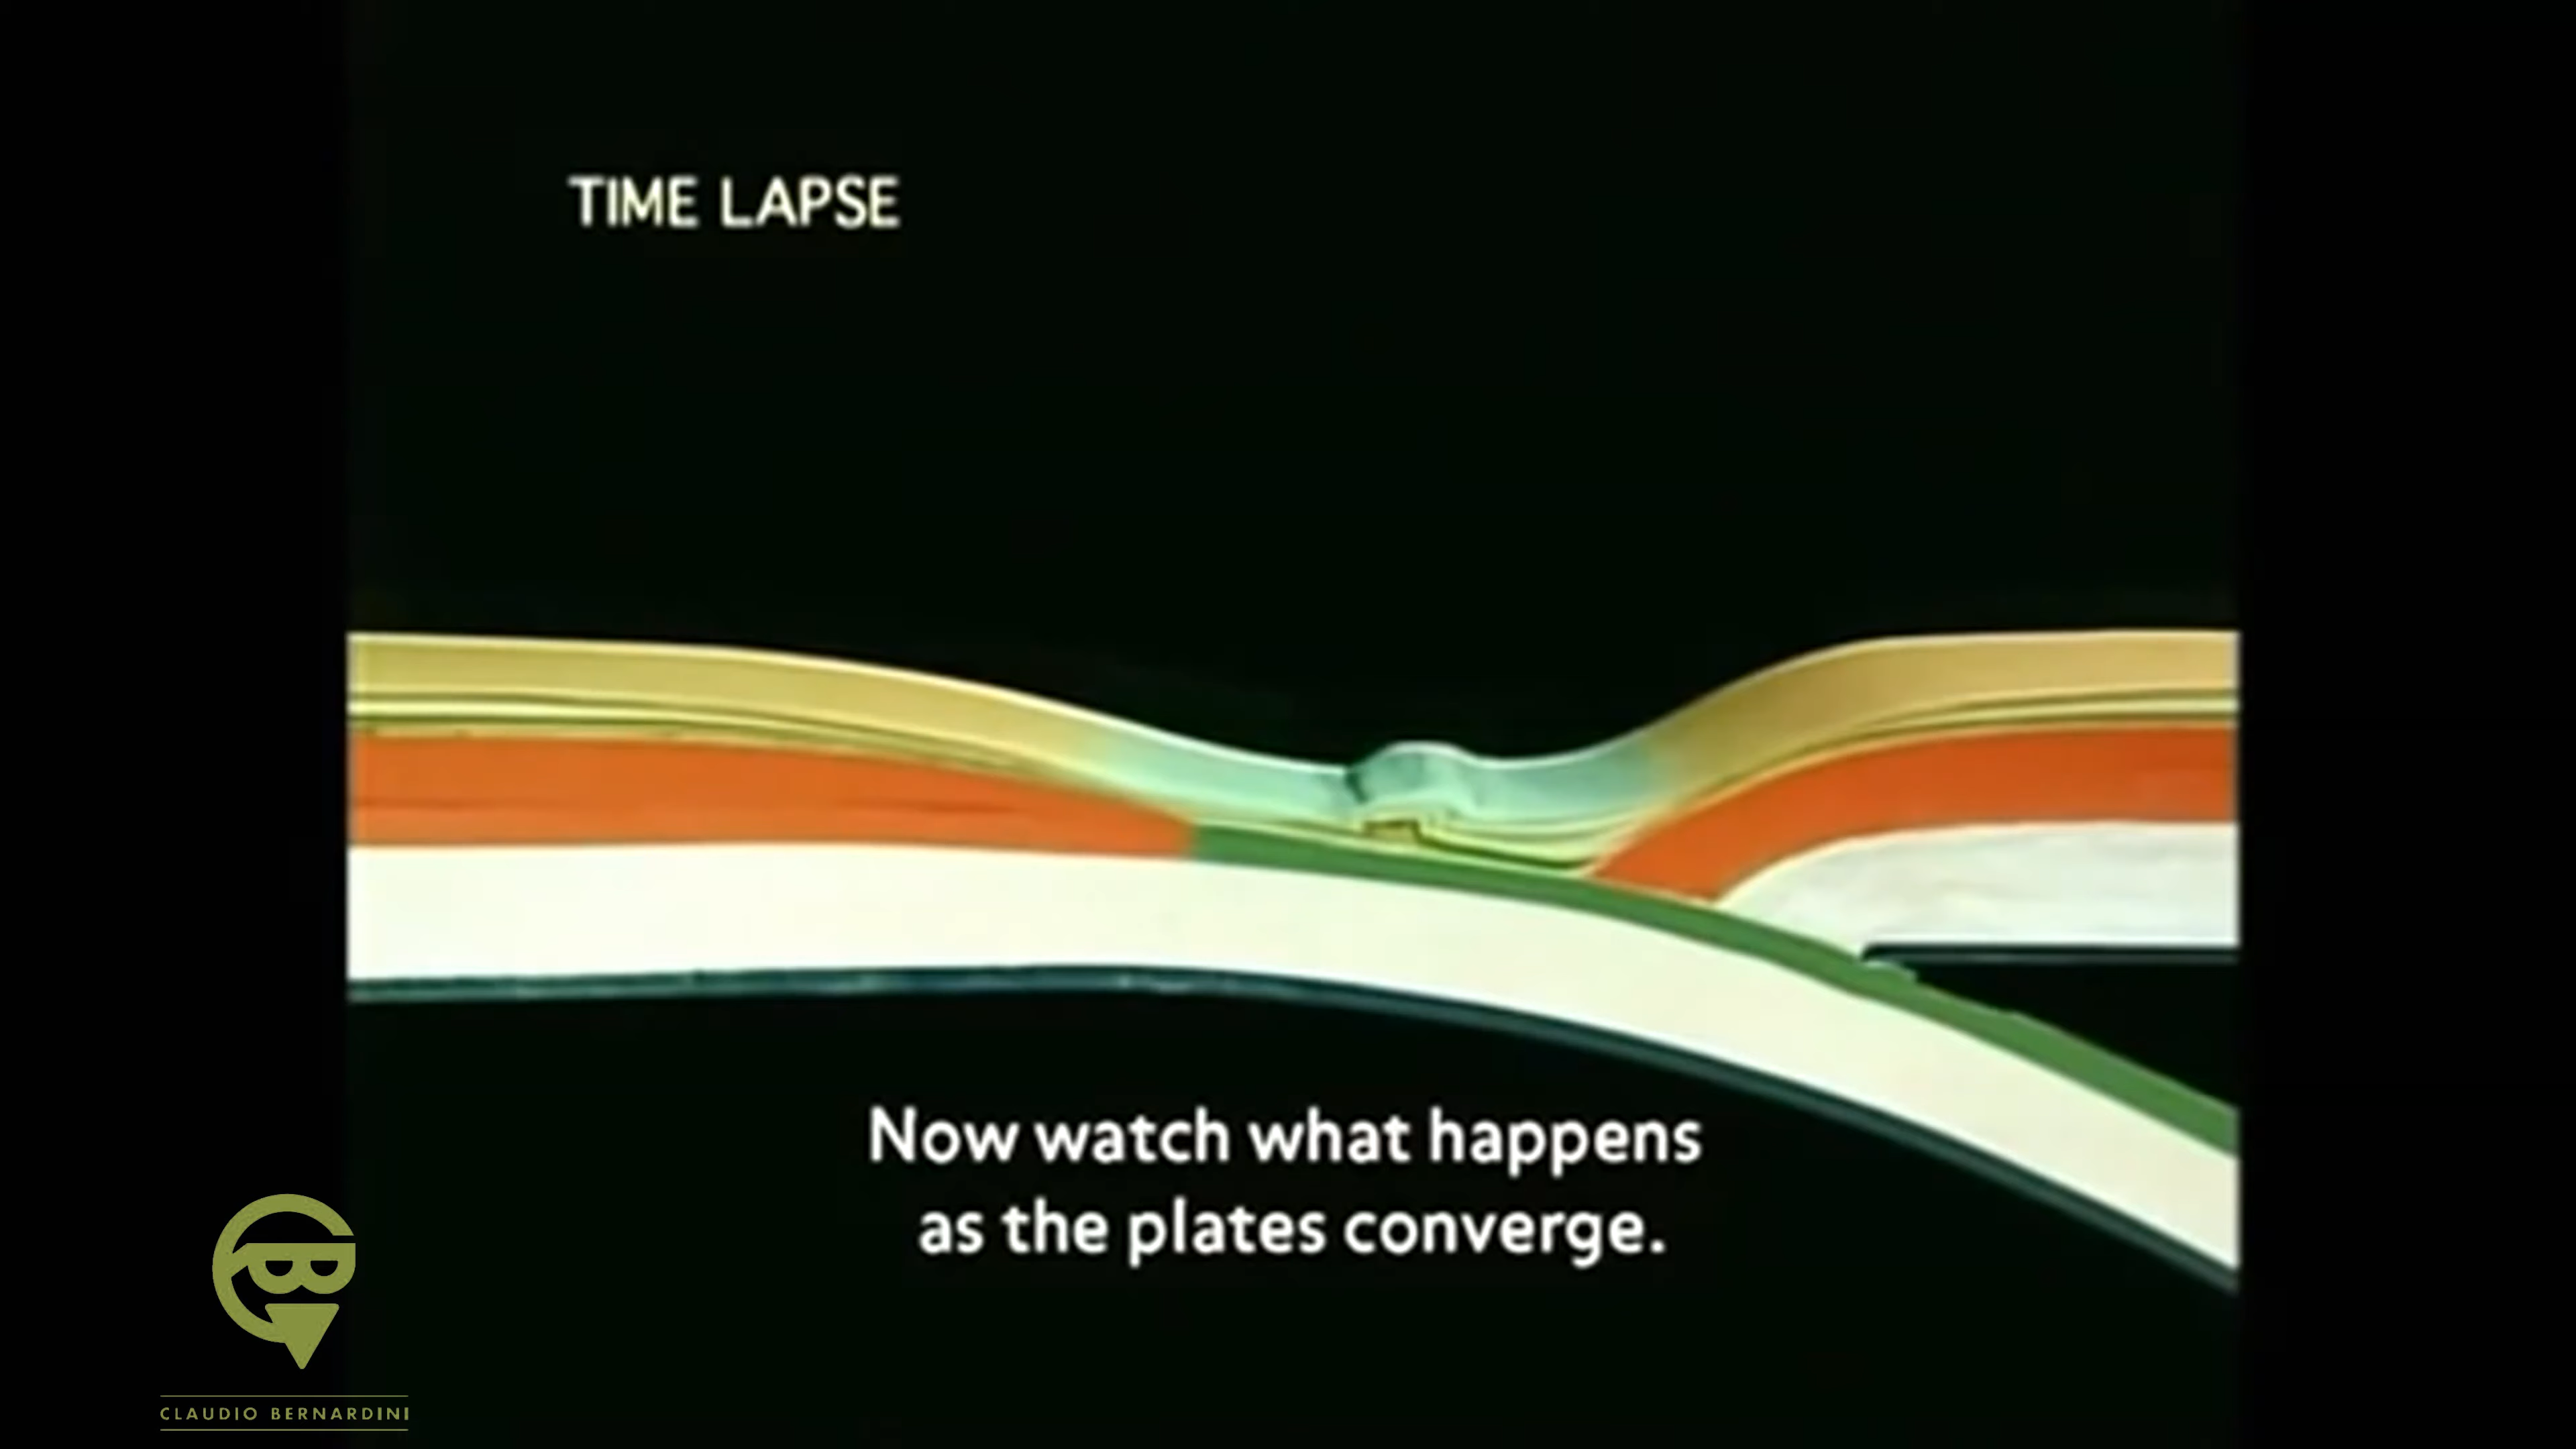 TIME LAPSE
Now watch what happens
as the plates converge.
CLAUDIO BERNARDINI